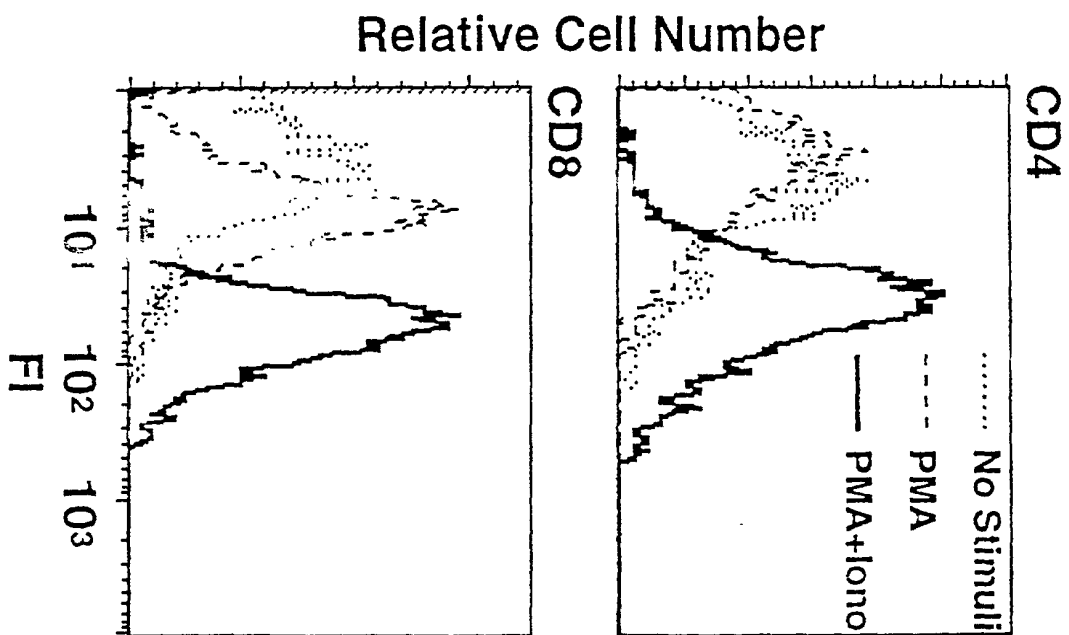 Relative Cell Number
CD4
No Stimuli
PMA
PMA+Iono
CD8
10¹
10²
10³
FI